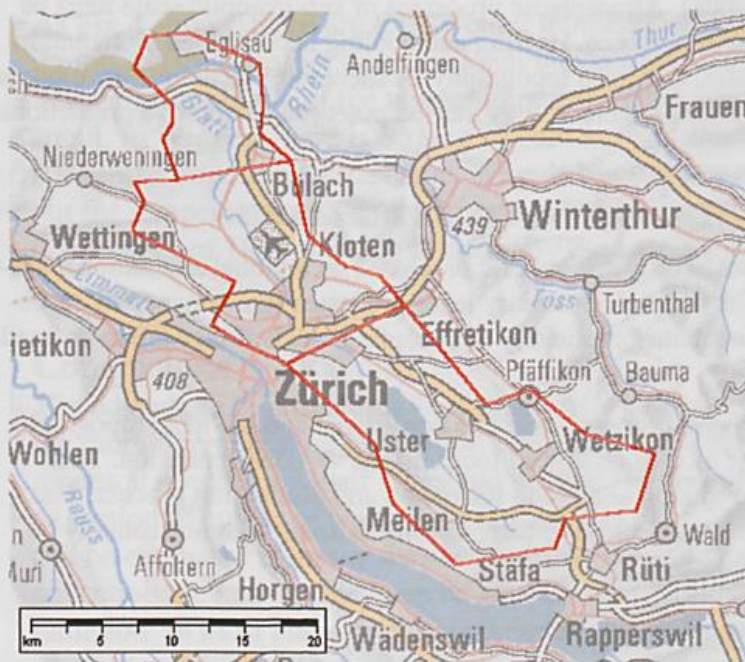 Eglisau
Andelfingen
Thur
Rhein
Glatt
Frauen
Niederweningen
Bülach
Winterthur
439
Wettingen
Kloten
Limmat
Töss
Turbenthal
Effretikon
ietikon
408
Zürich
Pfäffikon
Bauma
Uster
Wetzikon
Wohlen
Reuss
Meilen
Wald
Affoltern
Stäfa
Rüti
Muri
Horgen
Wädenswil
Rapperswil
km 5 10 15 20